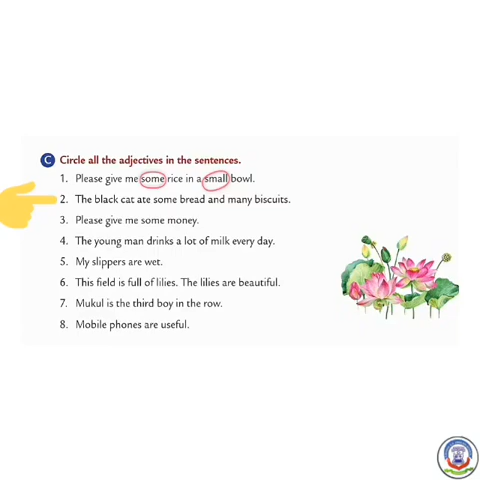 C Circle all the adjectives in the sentences.
1. Please give me some rice in a small bowl.
2. The black cat ate some bread and many biscuits.
3. Please give me some money.
4. The young man drinks a lot of milk every day.
5. My slippers are wet.
6. This field is full of lilies. The lilies are beautiful.
7. Mukul is the third boy in the row.
8. Mobile phones are useful.